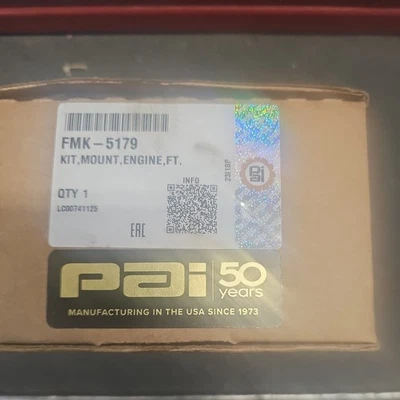 FMK-5179
KIT,MOUNT,ENGINE,FT.
INFO
QTY 1
LC00741125
EAC
pai 50 years
MANUFACTURING IN THE USA SINCE 1973